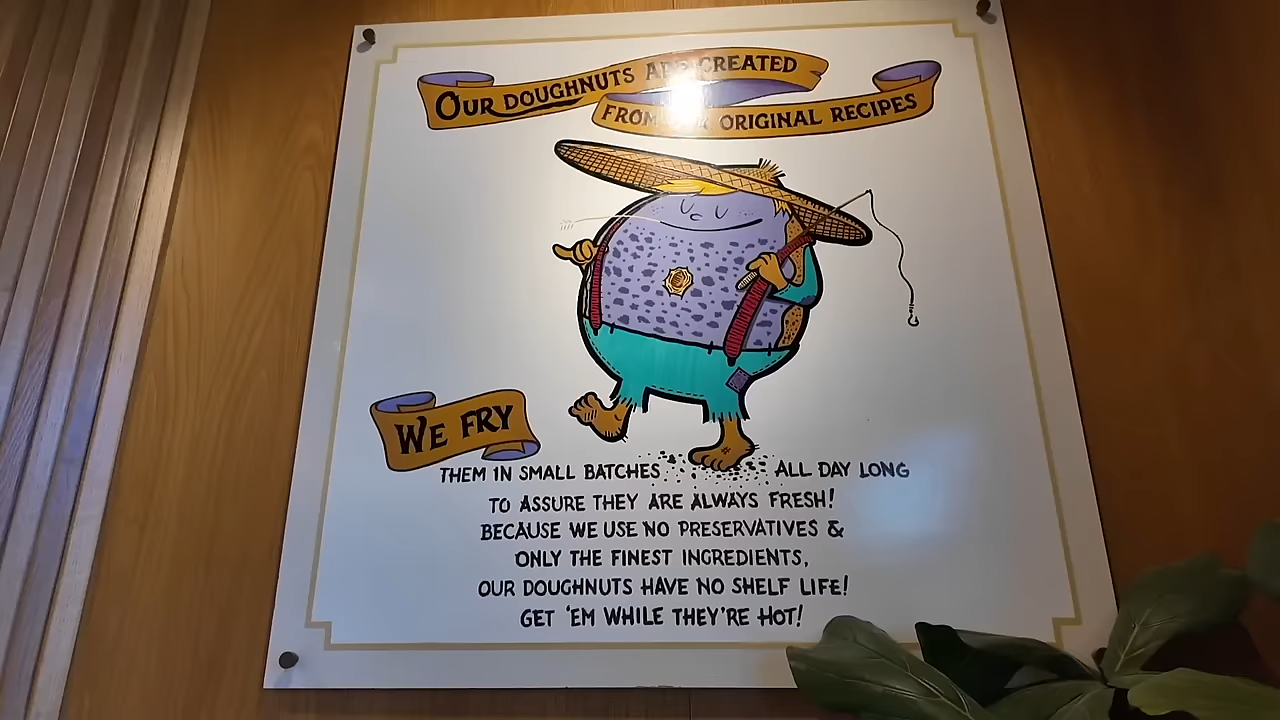 OUR DOUGHNUTS ARE CREATED
FROM ORIGINAL RECIPES
WE FRY
THEM IN SMALL BATCHES ALL DAY LONG
TO ASSURE THEY ARE ALWAYS FRESH!
BECAUSE WE USE NO PRESERVATIVES &
ONLY THE FINEST INGREDIENTS,
OUR DOUGHNUTS HAVE NO SHELF LIFE!
GET 'EM WHILE THEY'RE HOT!